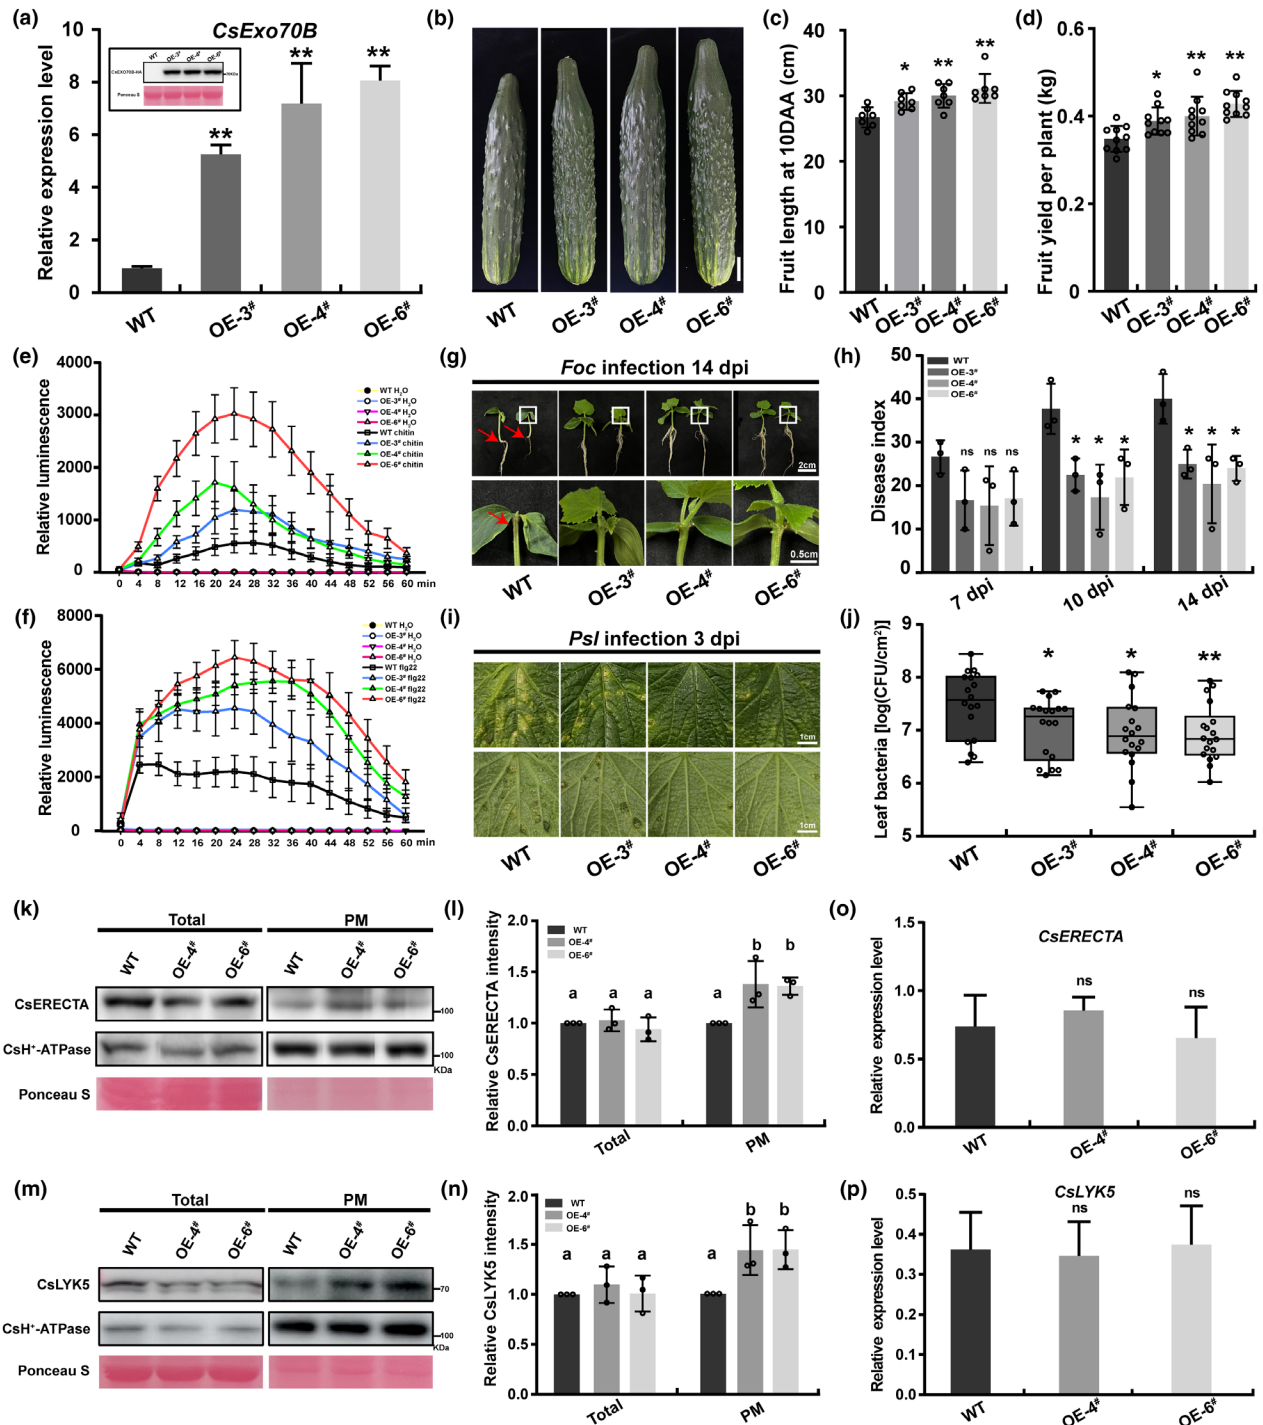 (a)
CsExo70B
Relative expression level
10
8
6
4
2
0
WT
OE-3#
OE-4#
OE-6#
CsEXO70B-HA
70KDa
Ponceau S
**
**
**
WT
OE-3#
OE-4#
OE-6#
(b)
WT
OE-3#
OE-4#
OE-6#
(c)
Fruit length at 10DAA (cm)
40
30
20
10
0
*
**
**
WT
OE-3#
OE-4#
OE-6#
(d)
Fruit yield per plant (kg)
0.6
0.4
0.2
0
*
**
**
WT
OE-3#
OE-4#
OE-6#
(e)
Relative luminescence
4000
3000
2000
1000
0
WT H2O
OE-3# H2O
OE-4# H2O
OE-6# H2O
WT chitin
OE-3# chitin
OE-4# chitin
OE-6# chitin
0 4 8 12 16 20 24 28 32 36 40 44 48 52 56 60 min
(f)
Relative luminescence
8000
6000
4000
2000
0
WT H2O
OE-3# H2O
OE-4# H2O
OE-6# H2O
WT flg22
OE-3# flg22
OE-4# flg22
OE-6# flg22
0 4 8 12 16 20 24 28 32 36 40 44 48 52 56 60 min
(g)
Foc infection 14 dpi
2cm
0.5cm
WT
OE-3#
OE-4#
OE-6#
(h)
Disease index
50
40
30
20
10
0
WT
OE-3#
OE-4#
OE-6#
ns ns ns
* * *
* * *
7 dpi
10 dpi
14 dpi
(i)
Psl infection 3 dpi
1cm
1cm
WT
OE-3#
OE-4#
OE-6#
(j)
Leaf bacteria [log(CFU/cm2)]
9
8
7
6
5
*
*
**
WT
OE-3#
OE-4#
OE-6#
(k)
Total
PM
WT
OE-4#
OE-6#
WT
OE-4#
OE-6#
CsERECTA
100
CsH+-ATPase
100
KDa
Ponceau S
(l)
Relative CsERECTA intensity
2.0
1.5
1.0
0.5
0.0
WT
OE-4#
OE-6#
a a a
a b b
Total
PM
(o)
CsERECTA
Relative expression level
1.5
1.0
0.5
0.0
ns
ns
WT
OE-4#
OE-6#
(m)
Total
PM
WT
OE-4#
OE-6#
WT
OE-4#
OE-6#
CsLYK5
70
CsH+-ATPase
100
KDa
Ponceau S
(n)
Relative CsLYK5 intensity
2.0
1.5
1.0
0.5
0.0
WT
OE-4#
OE-6#
a a a
a b b
Total
PM
(p)
CsLYK5
Relative expression level
0.5
0.4
0.3
0.2
0.1
0.0
ns
ns
WT
OE-4#
OE-6#